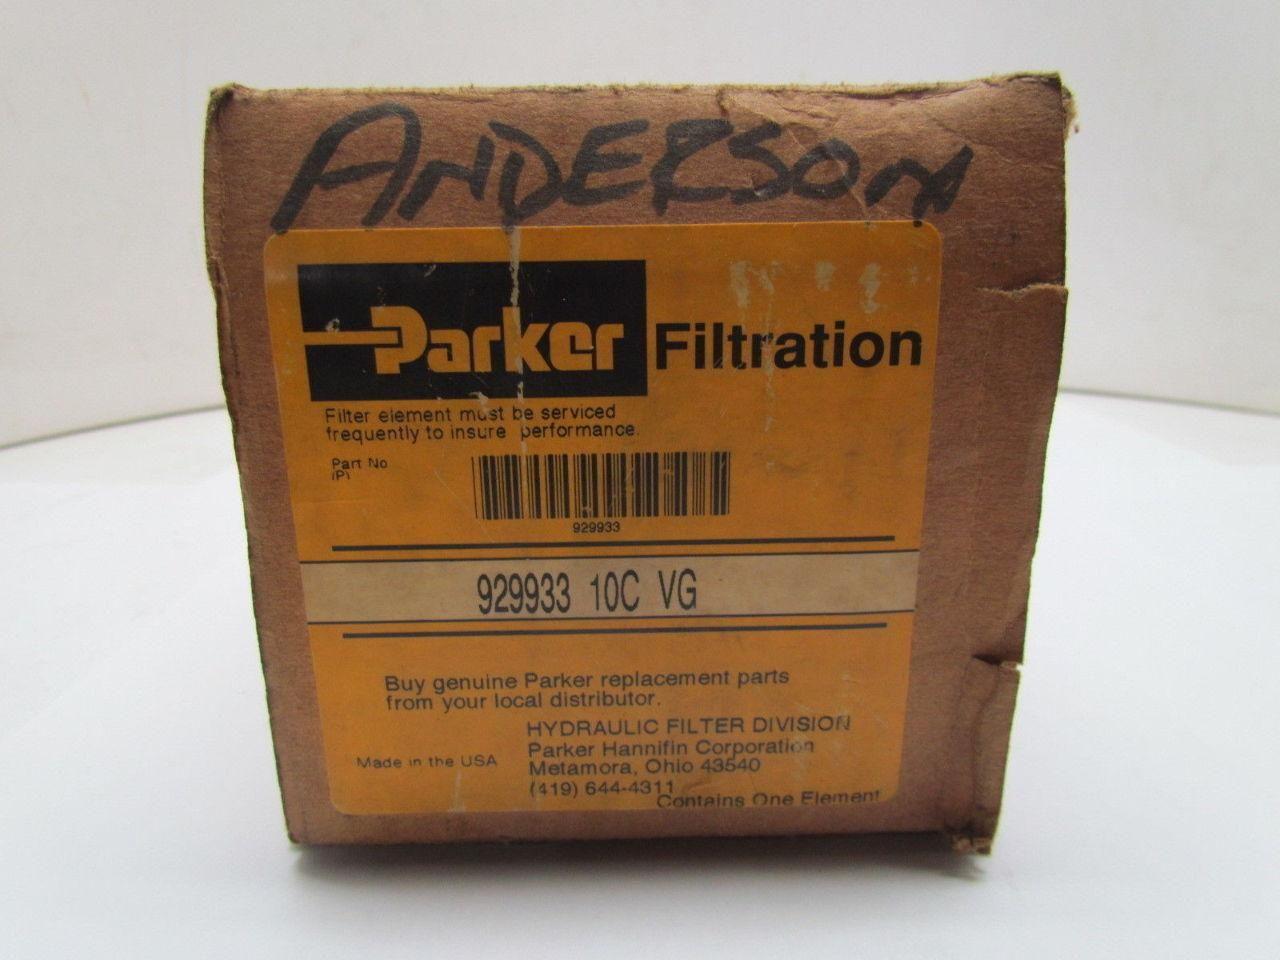 ANDERSON
Parker Filtration
Filter element must be serviced
frequently to insure performance.
Part No
(P)
929933
929933 10C VG
Buy genuine Parker replacement parts
from your local distributor.
HYDRAULIC FILTER DIVISION
Parker Hannifin Corporation
Made in the USA
Metamora, Ohio 43540
(419) 644-4311
Contains One Element